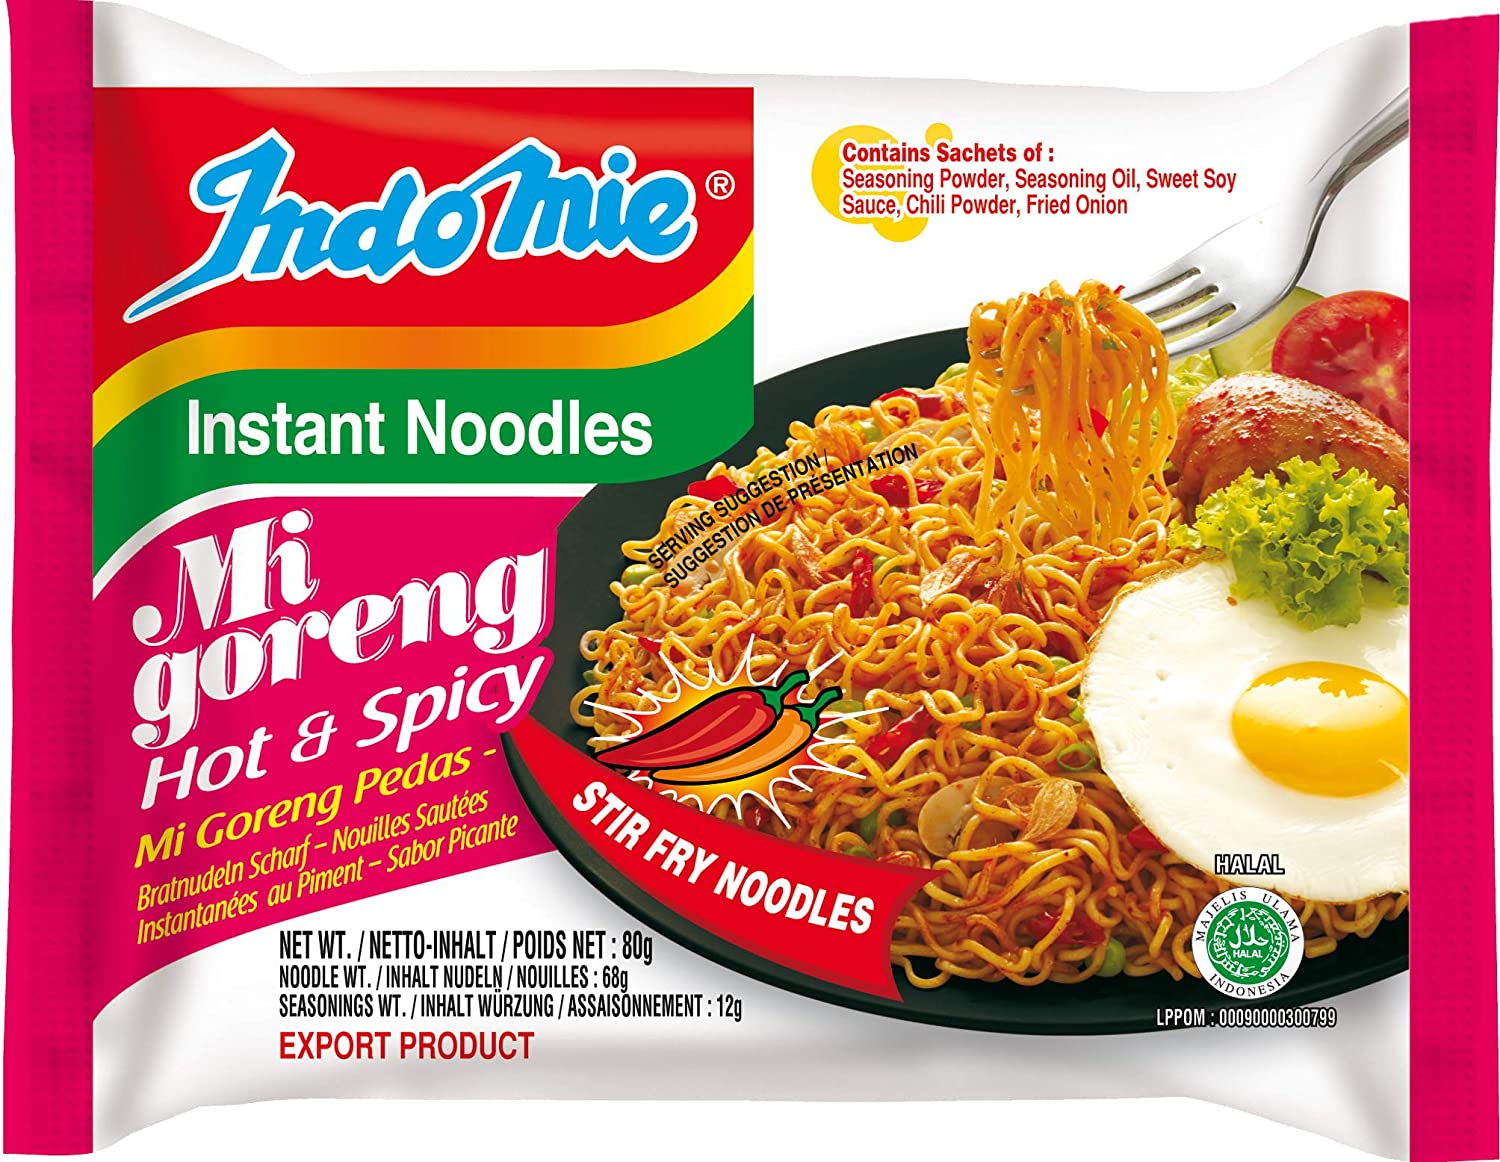 Indomie®
Instant Noodles
Mi
goreng
Hot & Spicy
Mi Goreng Pedas -
Bratnudeln Scharf – Nouilles Sautées
Instantanées au Piment – Sabor Picante
Contains Sachets of :
Seasoning Powder, Seasoning Oil, Sweet Soy
Sauce, Chili Powder, Fried Onion
SERVING SUGGESTION /
SUGGESTION DE PRÉSENTATION
STIR FRY NOODLES
NET WT. / NETTO-INHALT / POIDS NET : 80g
NOODLE WT. / INHALT NUDELN / NOUILLES : 68g
SEASONINGS WT. / INHALT WÜRZUNG / ASSAISONNEMENT : 12g
EXPORT PRODUCT
HALAL
MAJELIS ULAMA
حلال
HALAL
INDONESIA
LPPOM : 00090000300799